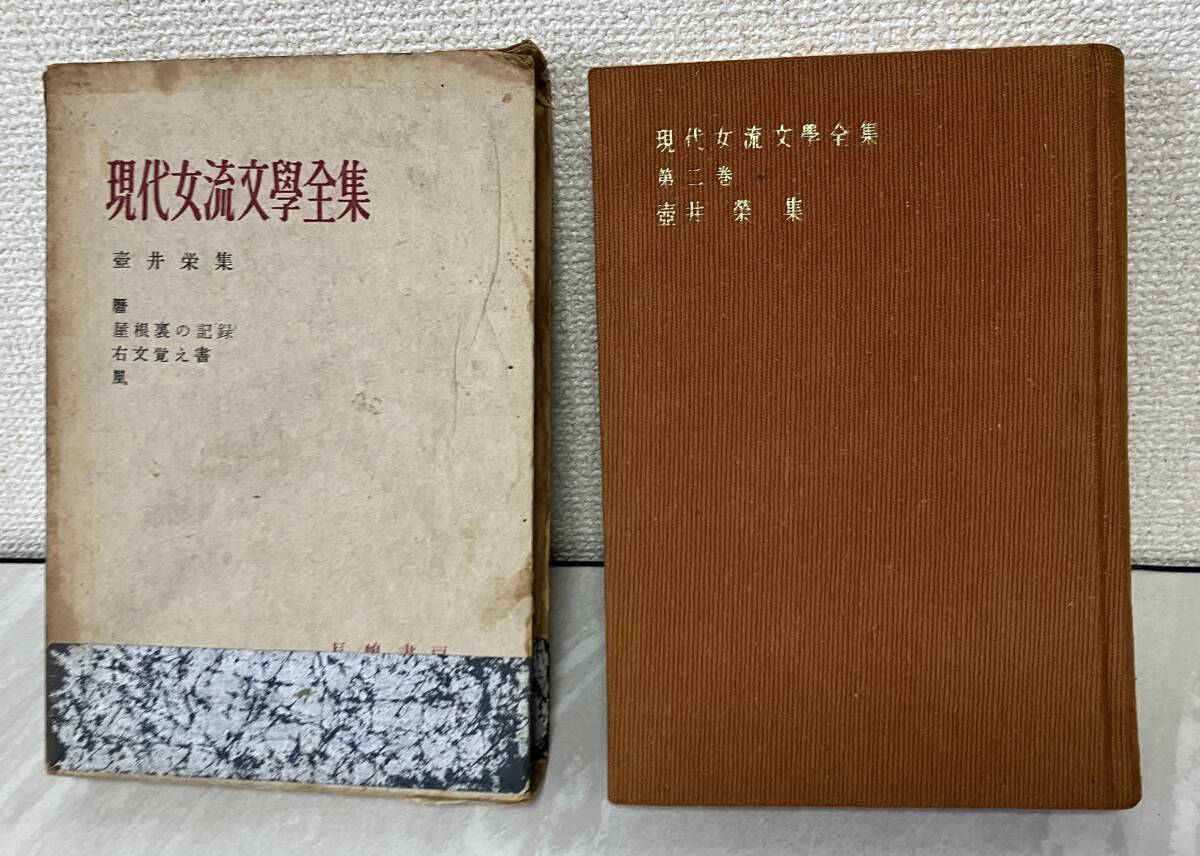 現代女流文學全集
壷井栄集
暦
屋根裏の記録
右文覚え書
風
現代女流文學全集
第二巻
壺井榮集